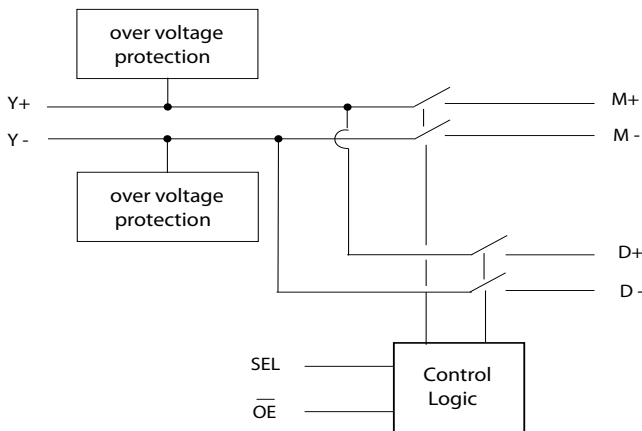 over voltage
protection
Y+
M+
Y -
M -
over voltage
protection
D+
D -
SEL
Control
Logic
OE